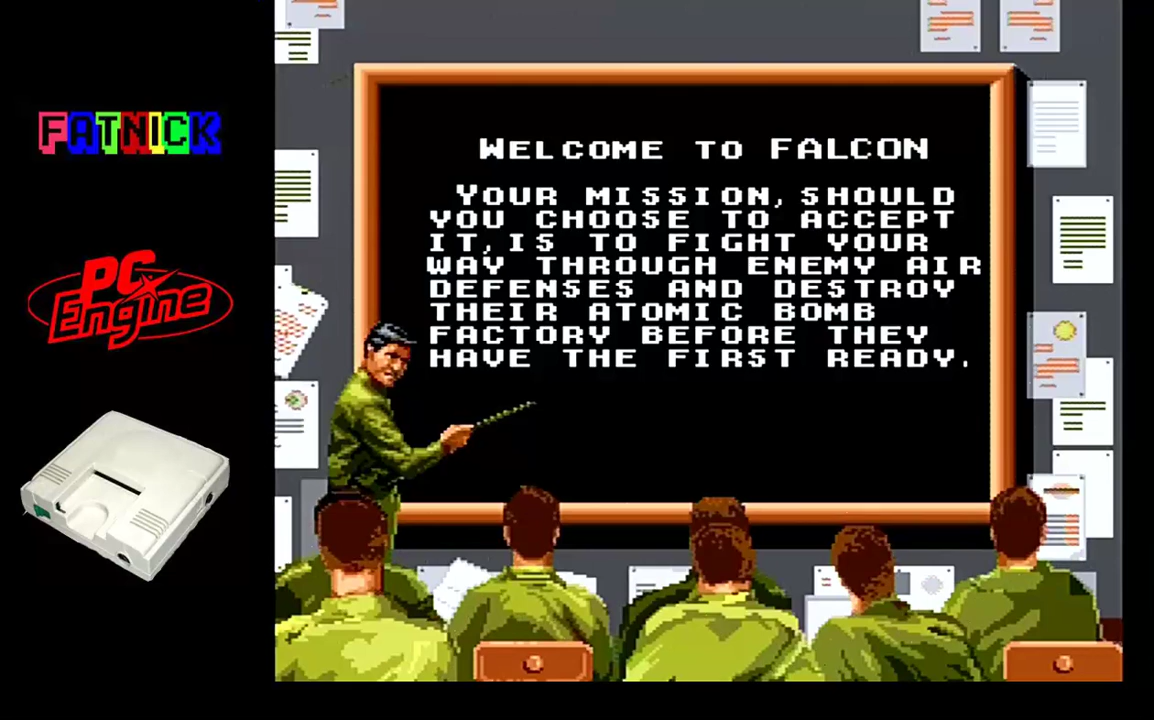 FATNICK
PC
Engine
WELCOME TO FALCON
YOUR MISSION, SHOULD
YOU CHOOSE TO ACCEPT
IT, IS TO FIGHT YOUR
WAY THROUGH ENEMY AIR
DEFENSES AND DESTROY
THEIR ATOMIC BOMB
FACTORY BEFORE THEY
HAVE THE FIRST READY.